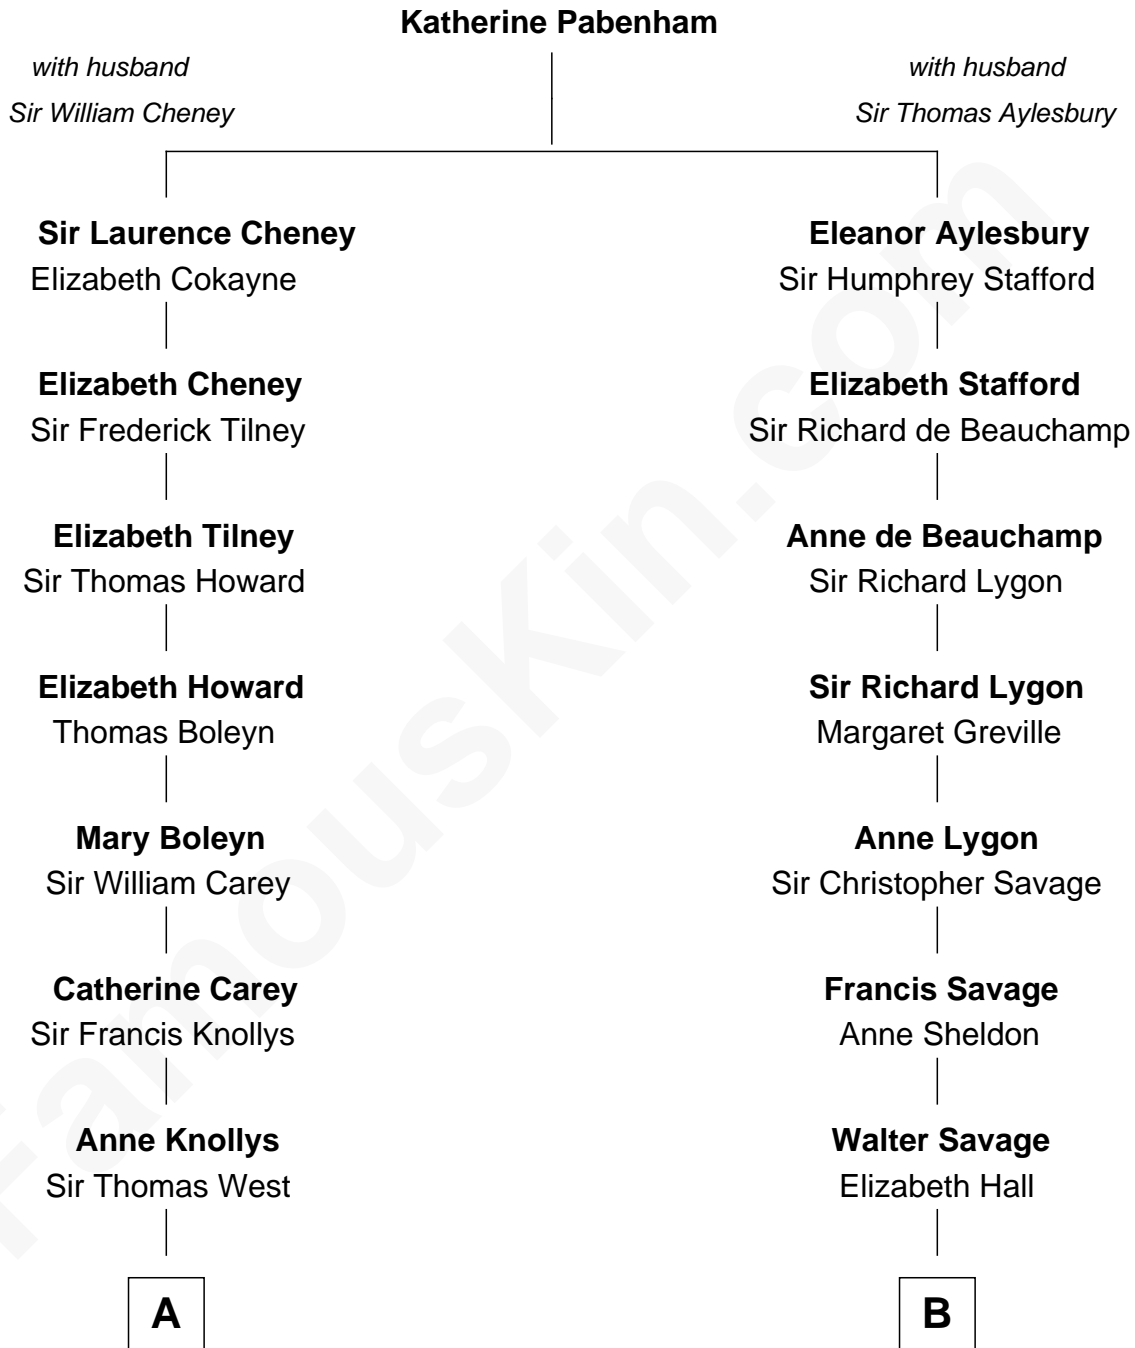 Katherine Pabenham
with husband
Sir William Cheney
with husband
Sir Thomas Aylesbury
Sir Laurence Cheney
Elizabeth Cokayne
Eleanor Aylesbury
Sir Humphrey Stafford
Elizabeth Cheney
Sir Frederick Tilney
Elizabeth Stafford
Sir Richard de Beauchamp
Elizabeth Tilney
Sir Thomas Howard
Anne de Beauchamp
Sir Richard Lygon
Elizabeth Howard
Thomas Boleyn
Sir Richard Lygon
Margaret Greville
Mary Boleyn
Sir William Carey
Anne Lygon
Sir Christopher Savage
Catherine Carey
Sir Francis Knollys
Francis Savage
Anne Sheldon
Anne Knollys
Sir Thomas West
Walter Savage
Elizabeth Hall
A
B
FamousKin.com